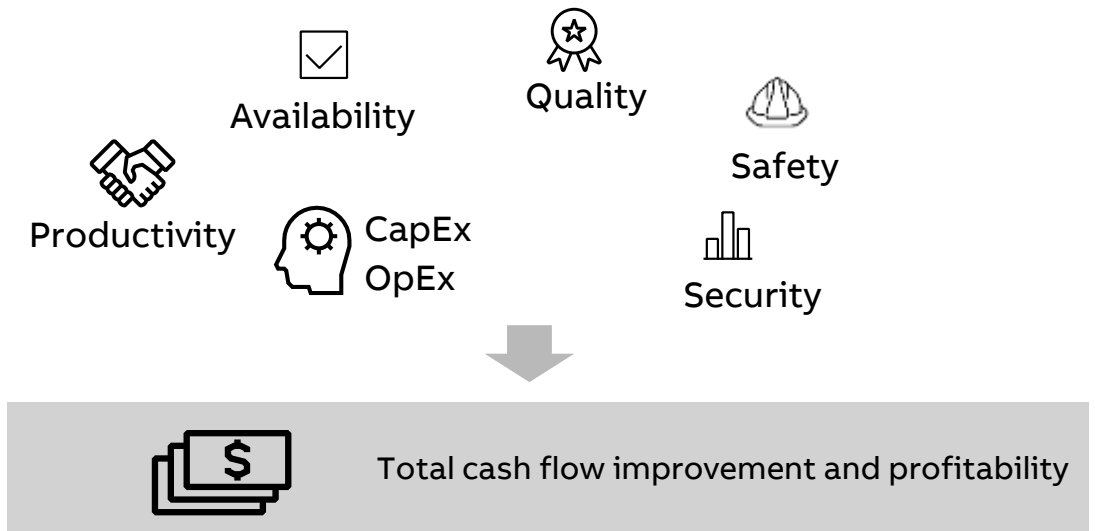 Availability
Quality
Safety
Productivity
CapEx
OpEx
Security
$
Total cash flow improvement and profitability